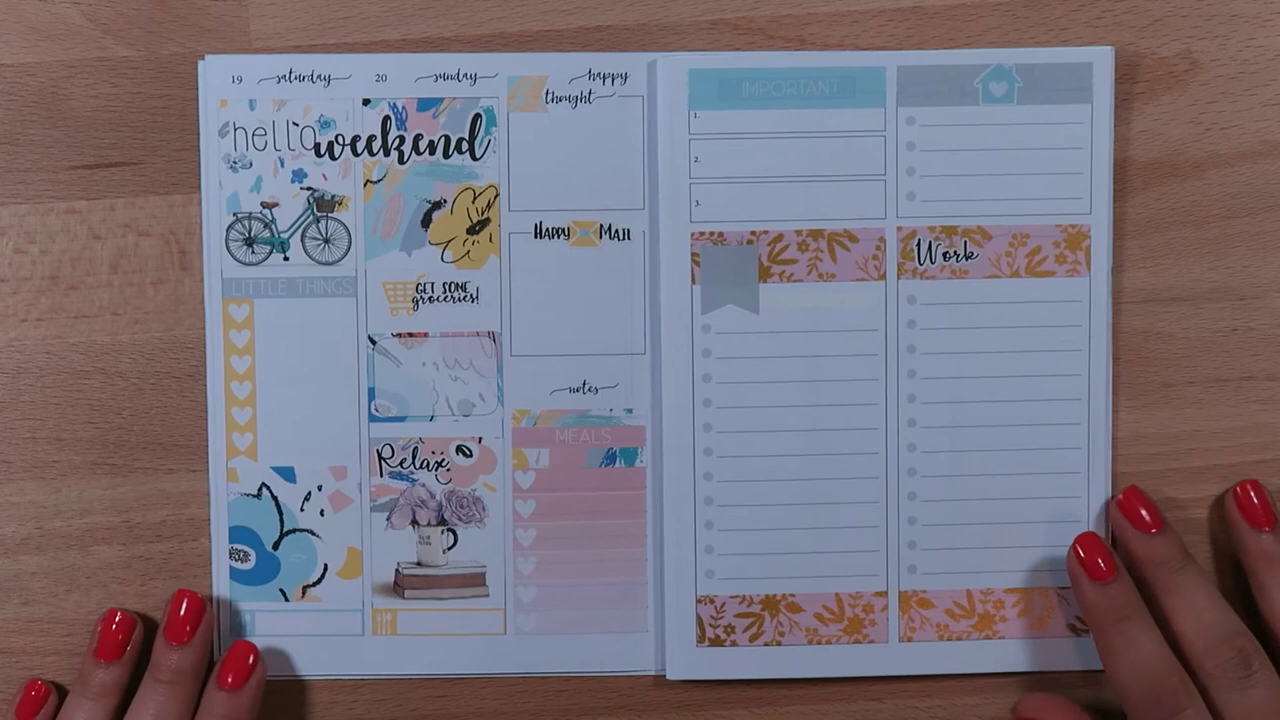 19 saturday
20 sunday
hello weekend
LITTLE THINGS
GET SOME
groceries!
Relax
happy
thought
HAPPY MAIL
notes
MEALS
IMPORTANT
1.
2.
3.
Work